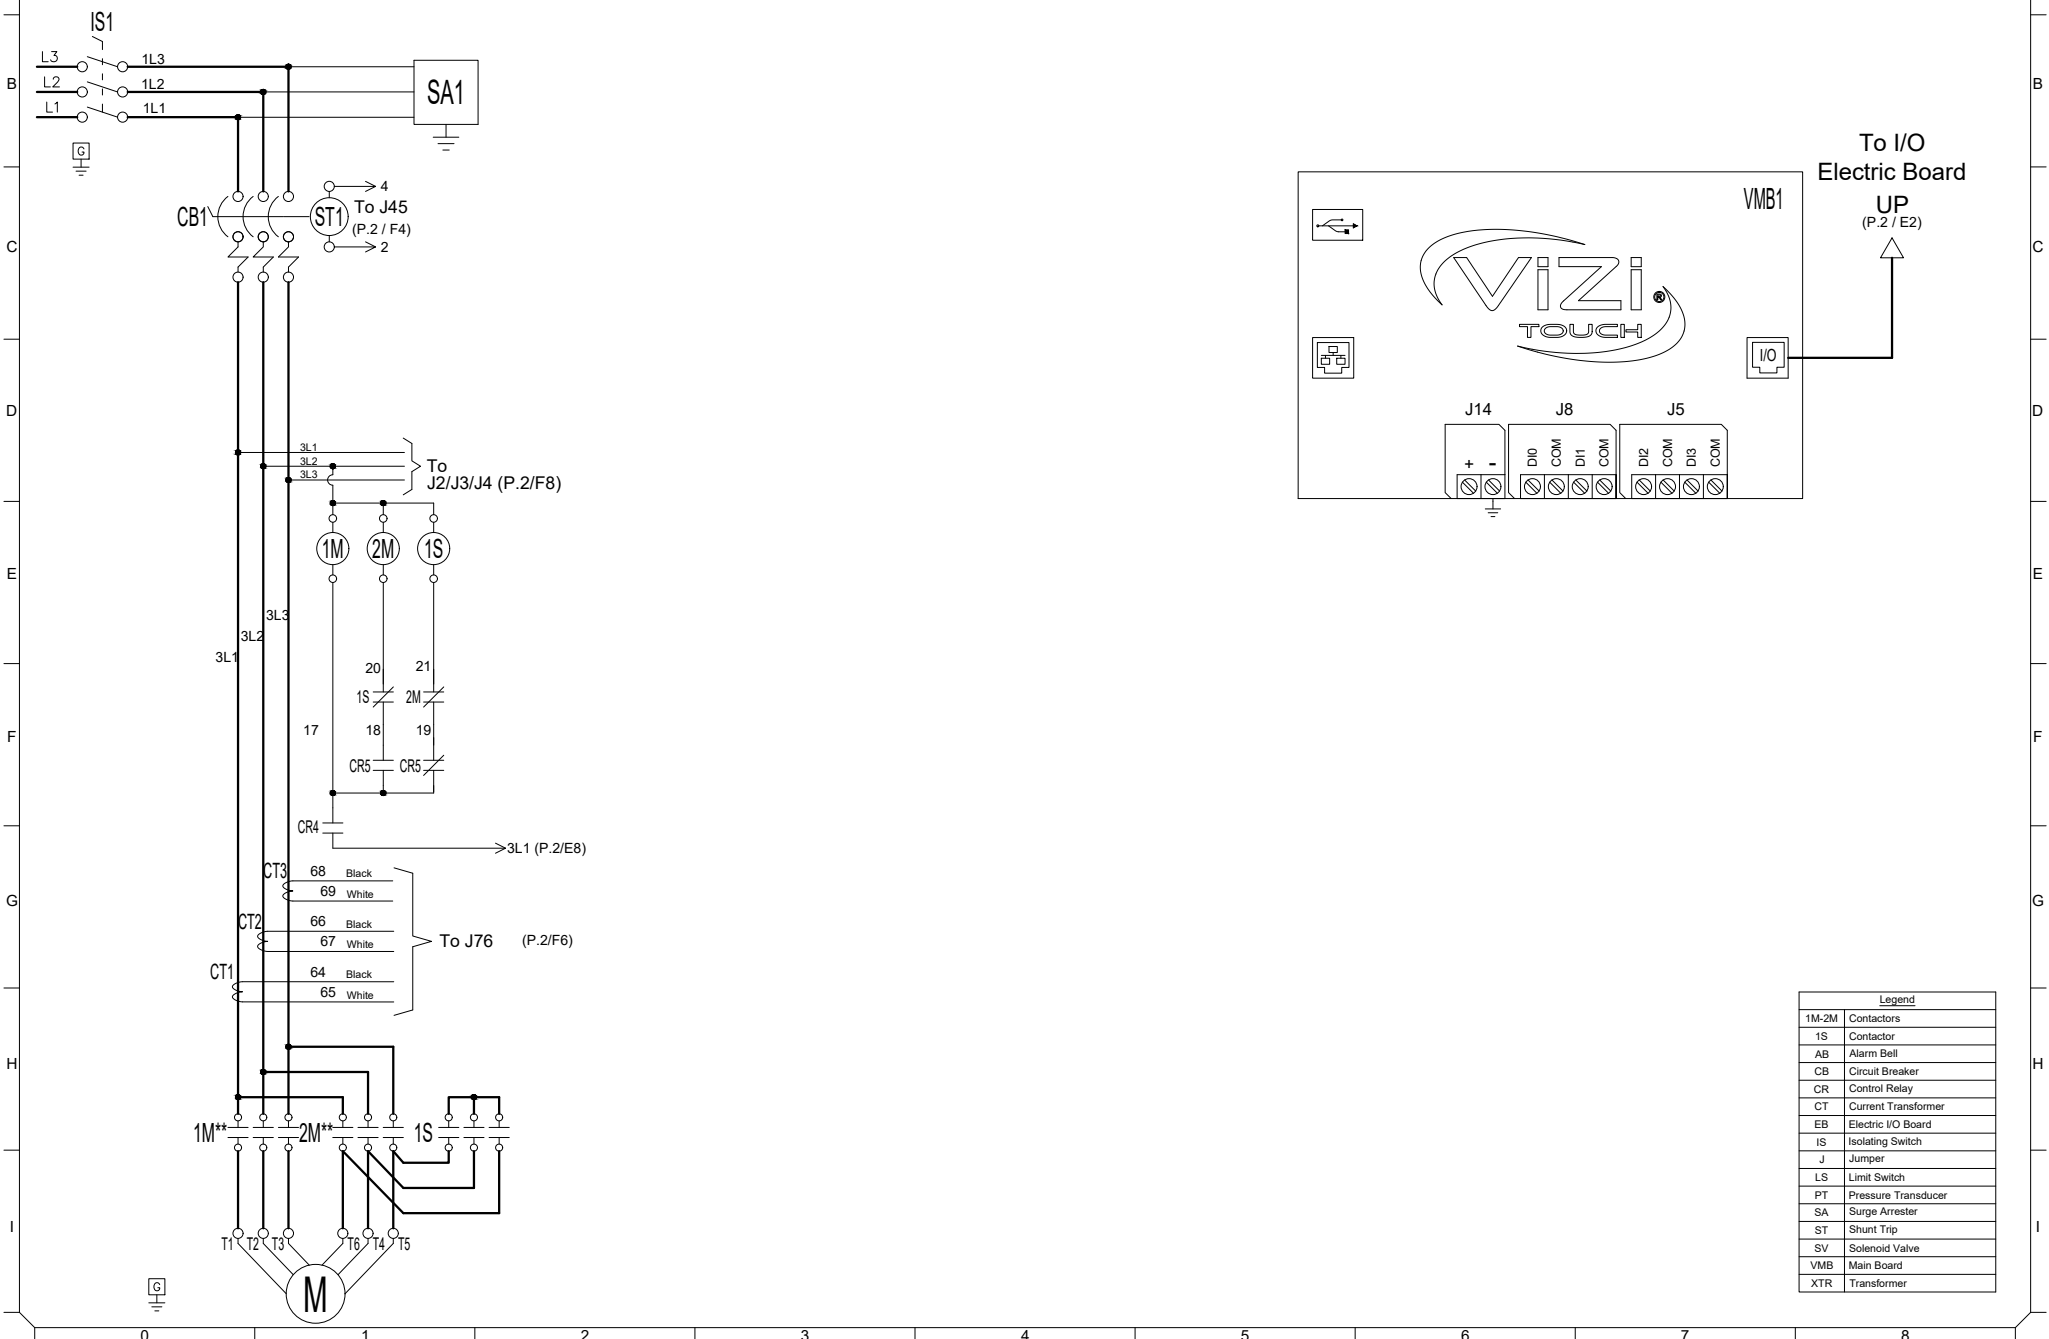 IS1
L3
1L3
L2
1L2
L1
1L1
SA1
B
B
G
To I/O
Electric Board
UP
(P.2 / E2)
VMB1
CB1
ST1
4
To J45
(P.2 / F4)
2
C
C
ViZi
®
TOUCH
I/O
D
D
J14
J8
J5
+
-
DI0
COM
DI1
COM
DI2
COM
DI3
COM
3L1
3L2
3L3
To
J2/J3/J4 (P.2/F8)
1M
2M
1S
E
E
3L3
3L2
3L1
20
21
1S
2M
17
18
19
F
F
CR5
CR5
CR4
3L1 (P.2/E8)
CT3
68
Black
69
White
G
G
CT2
66
Black
67
White
To J76
(P.2/F6)
CT1
64
Black
65
White
H
H
1M**
2M**
1S
I
I
T1
T2
T3
T6
T4
T5
M
G
Legend
1M-2M Contactors
1S Contactor
AB Alarm Bell
CB Circuit Breaker
CR Control Relay
CT Current Transformer
EB Electric I/O Board
IS Isolating Switch
J Jumper
LS Limit Switch
PT Pressure Transducer
SA Surge Arrester
ST Shunt Trip
SV Solenoid Valve
VMB Main Board
XTR Transformer
0
1
2
3
4
5
6
7
8